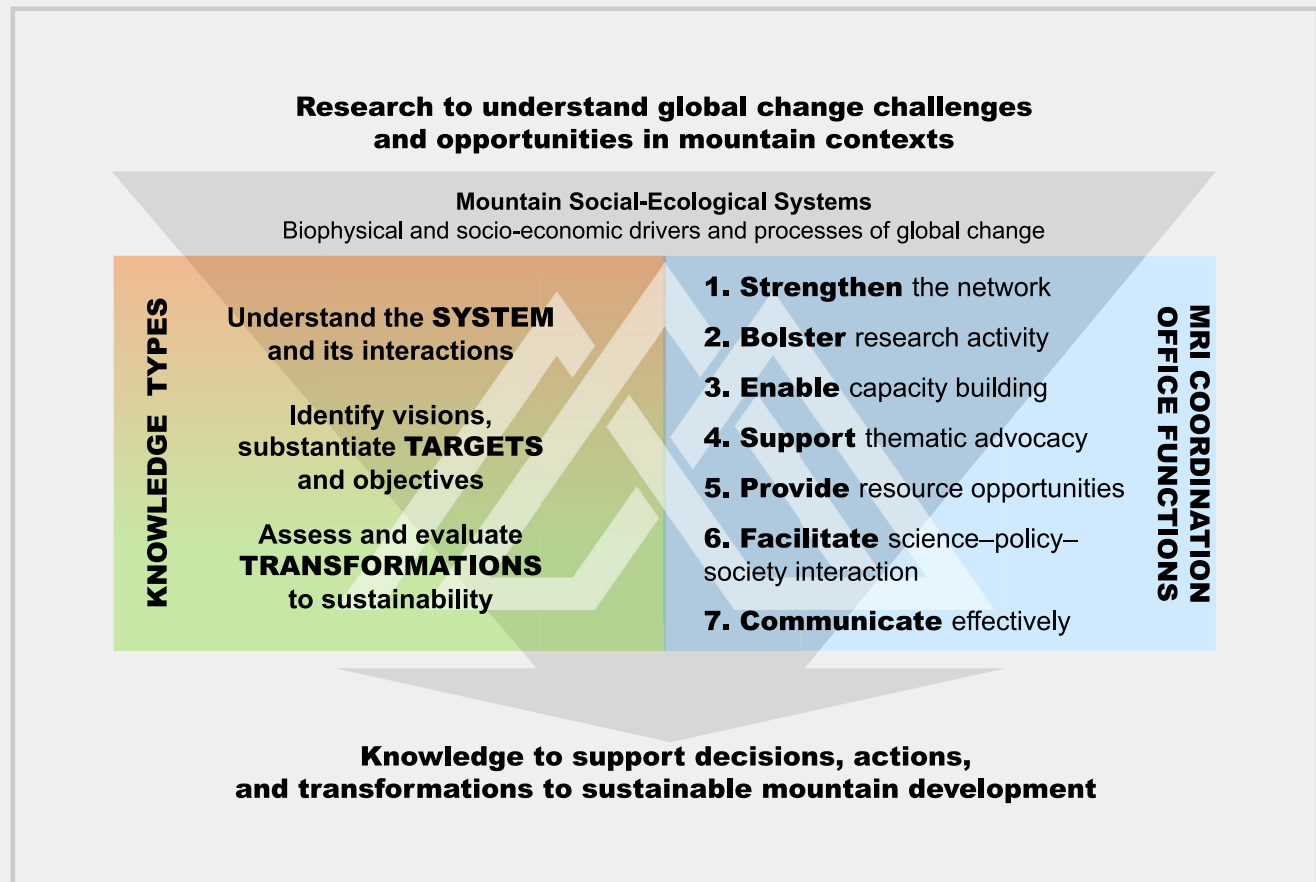 Research to understand global change challenges
and opportunities in mountain contexts
Mountain Social-Ecological Systems
Biophysical and socio-economic drivers and processes of global change
KNOWLEDGE TYPES
Understand the SYSTEM
and its interactions
Identify visions,
substantiate TARGETS
and objectives
Assess and evaluate
TRANSFORMATIONS
to sustainability
1. Strengthen the network
2. Bolster research activity
3. Enable capacity building
4. Support thematic advocacy
5. Provide resource opportunities
6. Facilitate science–policy–
society interaction
7. Communicate effectively
MRI COORDINATION
OFFICE FUNCTIONS
Knowledge to support decisions, actions,
and transformations to sustainable mountain development